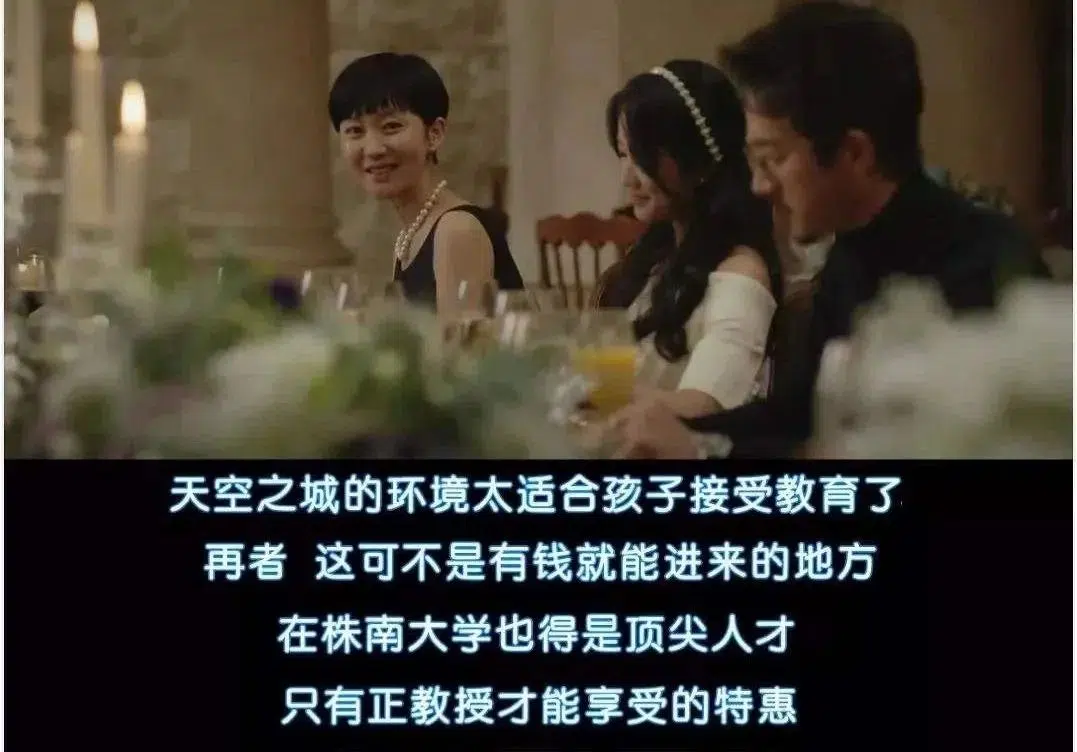 天空之城的环境太适合孩子接受教育了
再者 这可不是有钱就能进来的地方
在株南大学也得是顶尖人才
只有正教授才能享受的特惠